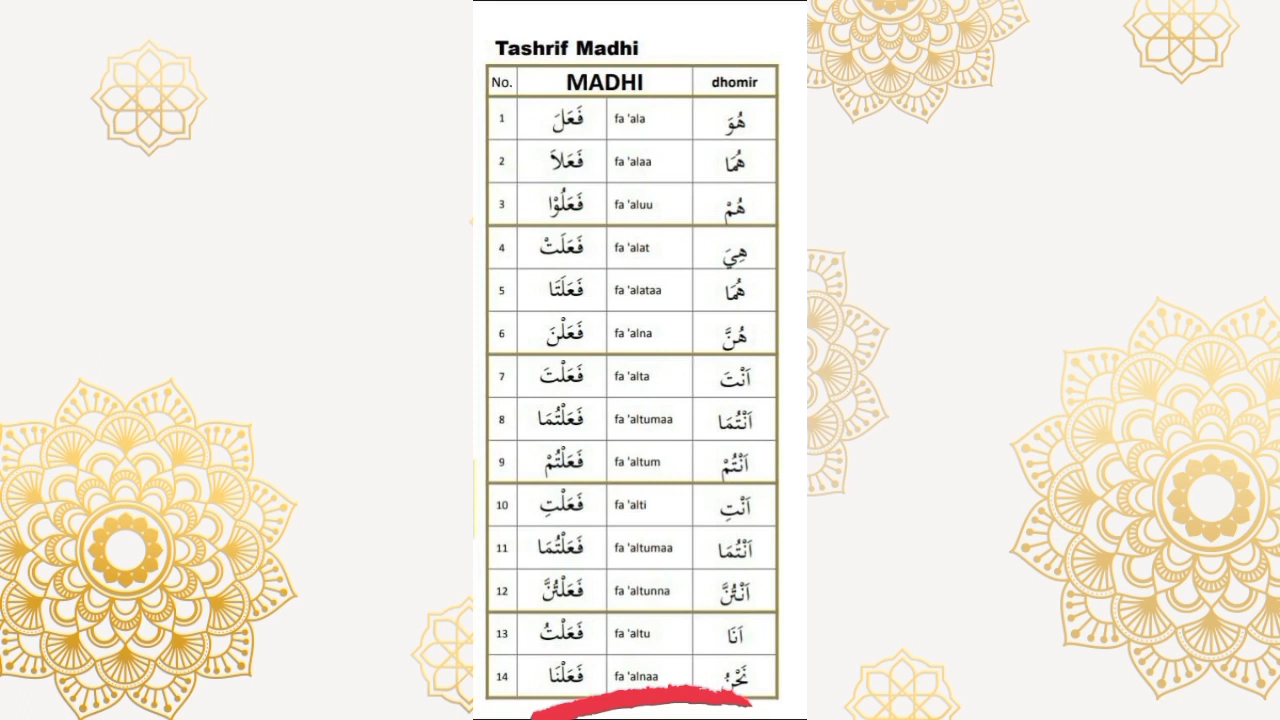 Tashrif Madhi
No. MADHI dhomir
1 فَعَلَ fa 'ala هُوَ
2 فَعَلاَ fa 'alaa هُمَا
3 فَعَلُوْا fa 'aluu هُمْ
4 فَعَلَتْ fa 'alat هِيَ
5 فَعَلَتَا fa 'alataa هُمَا
6 فَعَلْنَ fa 'alna هُنَّ
7 فَعَلْتَ fa 'alta اَنْتَ
8 فَعَلْتُمَا fa 'altumaa اَنْتُمَا
9 فَعَلْتُمْ fa 'altum اَنْتُمْ
10 فَعَلْتِ fa 'alti اَنْتِ
11 فَعَلْتُمَا fa 'altumaa اَنْتُمَا
12 فَعَلْتُنَّ fa 'altunna اَنْتُنَّ
13 فَعَلْتُ fa 'altu اَنَا
14 فَعَلْنَا fa 'alnaa نَحْنُ